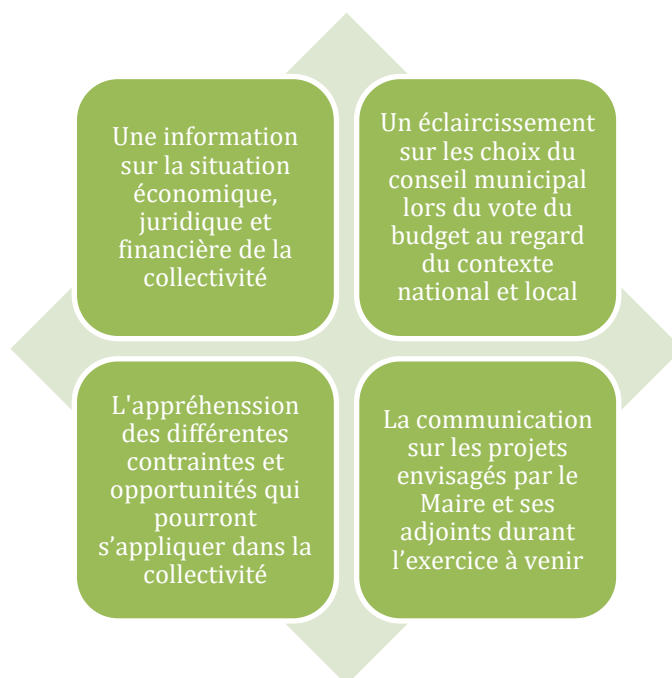 Une information
sur la situation
économique,
juridique et
financière de la
collectivité
Un éclaircissement
sur les choix du
conseil municipal
lors du vote du
budget au regard
du contexte
national et local
L'appréhenssion
des différentes
contraintes et
opportunités qui
pourront
s’appliquer dans la
collectivité
La communication
sur les projets
envisagés par le
Maire et ses
adjoints durant
l’exercice à venir